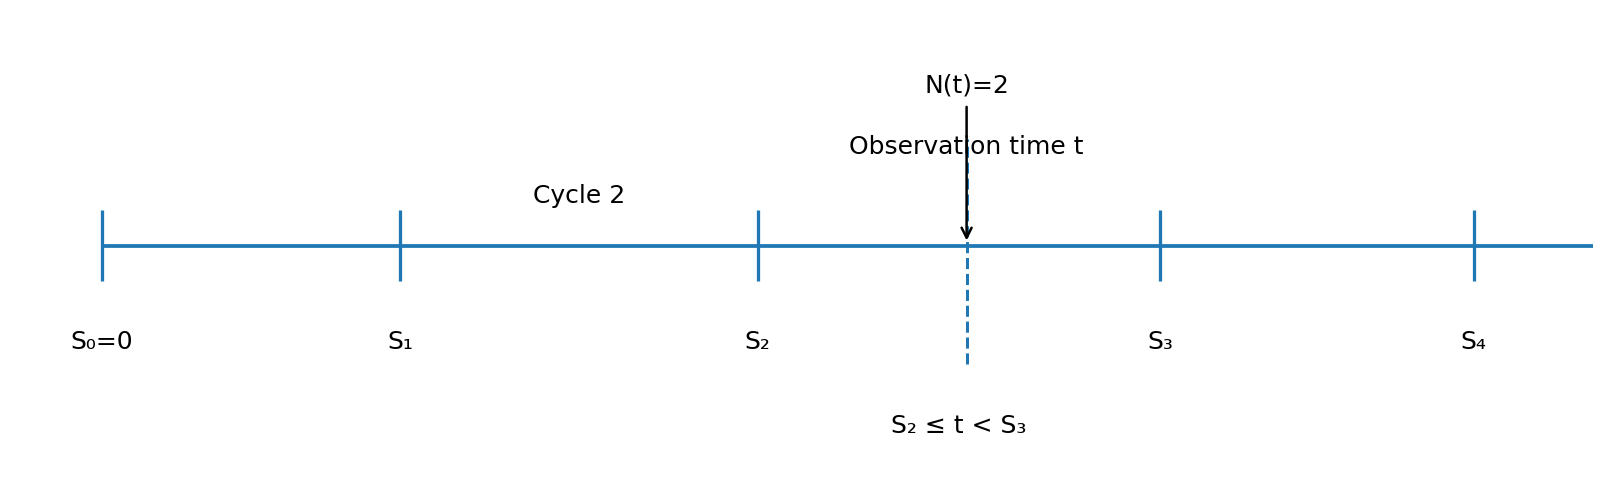 N(t)=2
Observation time t
Cycle 2
S₀=0 S₁ S₂ S₃ S₄
S₂ ≤ t < S₃